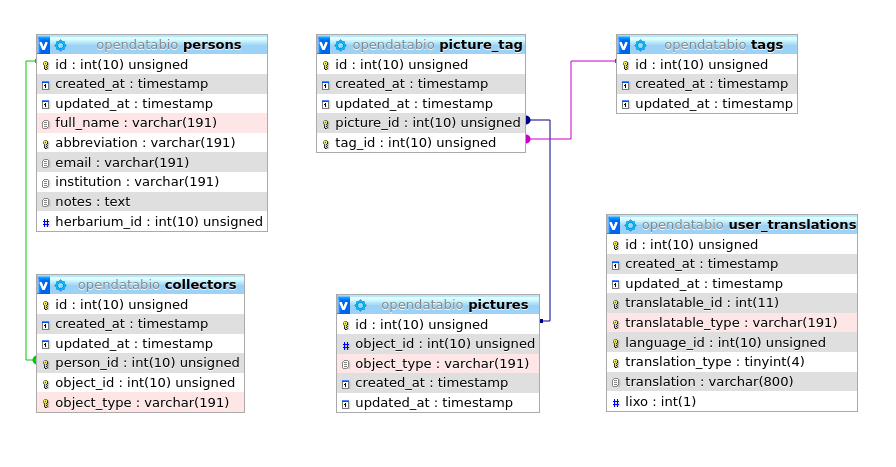 v opendatabio persons
id : int(10) unsigned
created_at : timestamp
updated_at : timestamp
full_name : varchar(191)
abbreviation : varchar(191)
email : varchar(191)
institution : varchar(191)
notes : text
# herbarium_id : int(10) unsigned
v opendatabio picture_tag
id : int(10) unsigned
created_at : timestamp
updated_at : timestamp
picture_id : int(10) unsigned
tag_id : int(10) unsigned
v opendatabio tags
id : int(10) unsigned
created_at : timestamp
updated_at : timestamp
v opendatabio collectors
id : int(10) unsigned
created_at : timestamp
updated_at : timestamp
person_id : int(10) unsigned
object_id : int(10) unsigned
object_type : varchar(191)
v opendatabio pictures
id : int(10) unsigned
# object_id : int(10) unsigned
object_type : varchar(191)
created_at : timestamp
updated_at : timestamp
v opendatabio user_translations
id : int(10) unsigned
created_at : timestamp
updated_at : timestamp
translatable_id : int(11)
translatable_type : varchar(191)
language_id : int(10) unsigned
translation_type : tinyint(4)
translation : varchar(800)
# lixo : int(1)